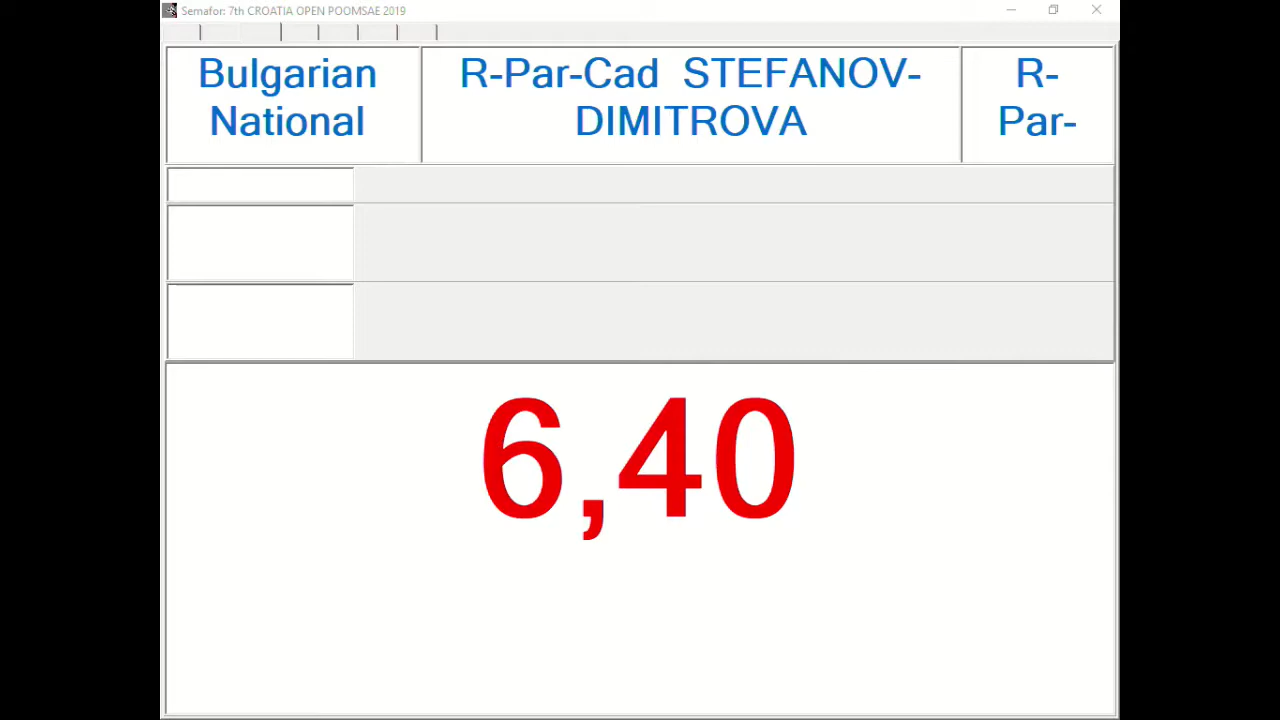 Semafor: 7th CROATIA OPEN POOMSAE 2019
Bulgarian
National
R-Par-Cad STEFANOV-
DIMITROVA
R-
Par-
6,40